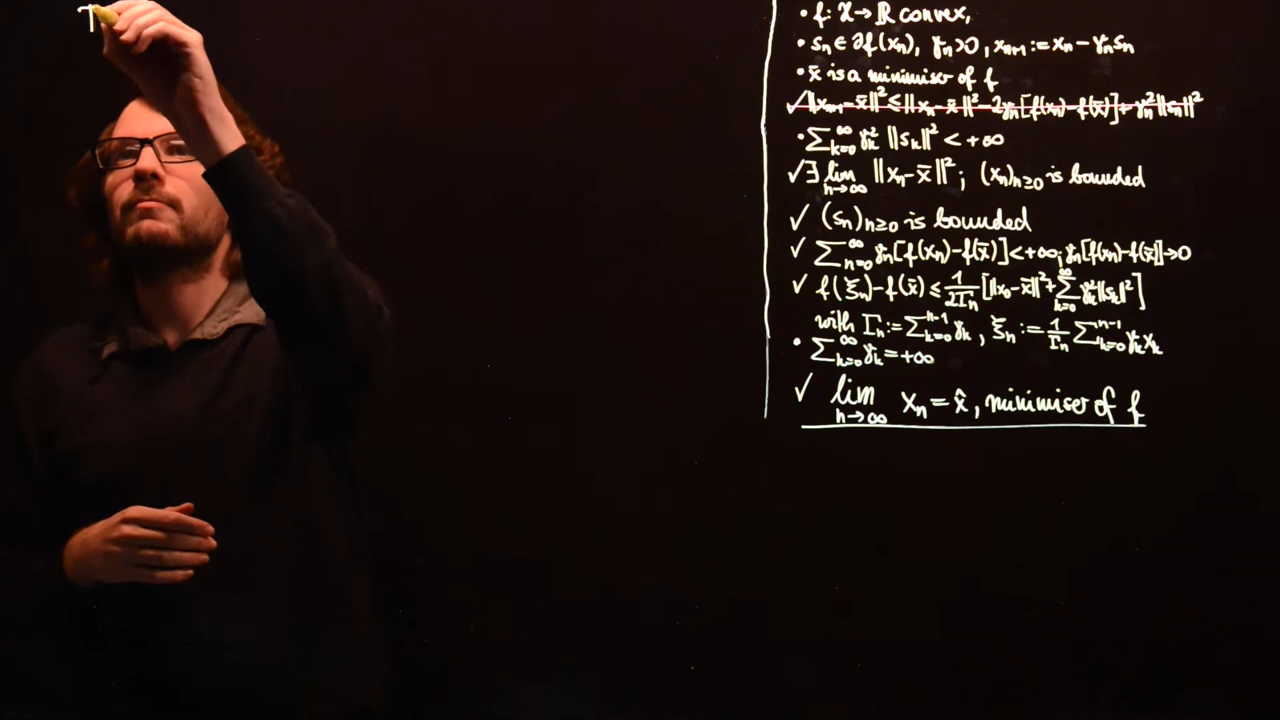 T
• f: X → ℝ convex,
• sₙ ∈ ∂f(xₙ), γₙ>0, xₙ₊₁ := xₙ − γₙsₙ
• x̄ is a minimiser of f
✓ ||xₙ₊₁ − x̄||² ≤ ||xₙ − x̄||² − 2γₙ[f(xₙ)−f(x̄)] + γₙ²||sₙ||²
• ∑ₖ₌₀^∞ γₖ² ||sₖ||² < +∞
✓ ∃ lim_{n→∞} ||xₙ − x̄||²; (xₙ)ₙ≥₀ is bounded
✓ (sₙ)ₙ≥₀ is bounded
✓ ∑ₙ₌₀^∞ γₙ[f(xₙ)−f(x̄)] < +∞; γₙ[f(xₙ)−f(x̄)] → 0
✓ f(ξₙ)−f(x̄) ≤ 1/(2Γₙ) [||x₀−x̄||² + ∑ₖ₌₀^∞ γₖ²||sₖ||²]
with Γₙ := ∑ₖ₌₀^{n-1} γₖ, ξₙ := 1/Γₙ ∑ₖ₌₀^{n-1} γₖxₖ
• ∑ₖ₌₀^∞ γₖ = +∞
✓ lim_{n→∞} xₙ = x̂, minimiser of f